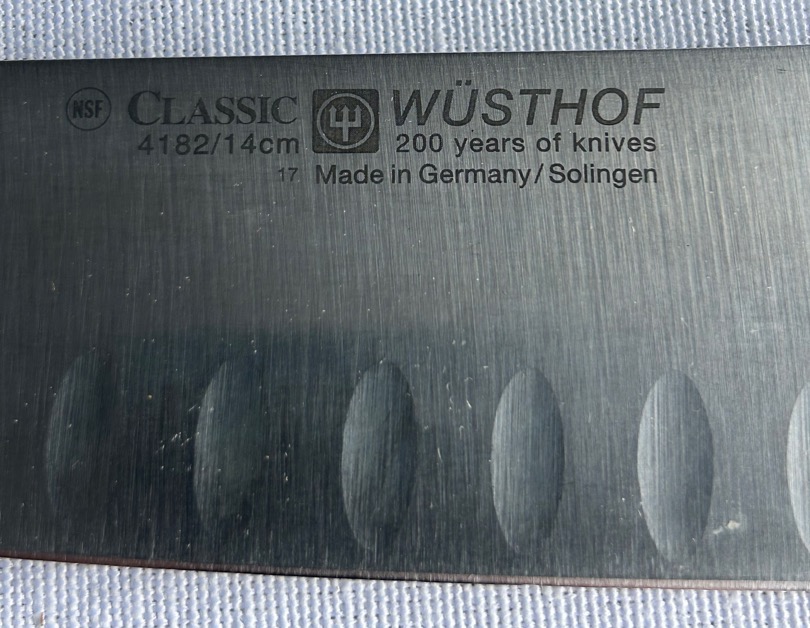 NSF CLASSIC WÜSTHOF
4182/14cm 200 years of knives
17 Made in Germany/Solingen